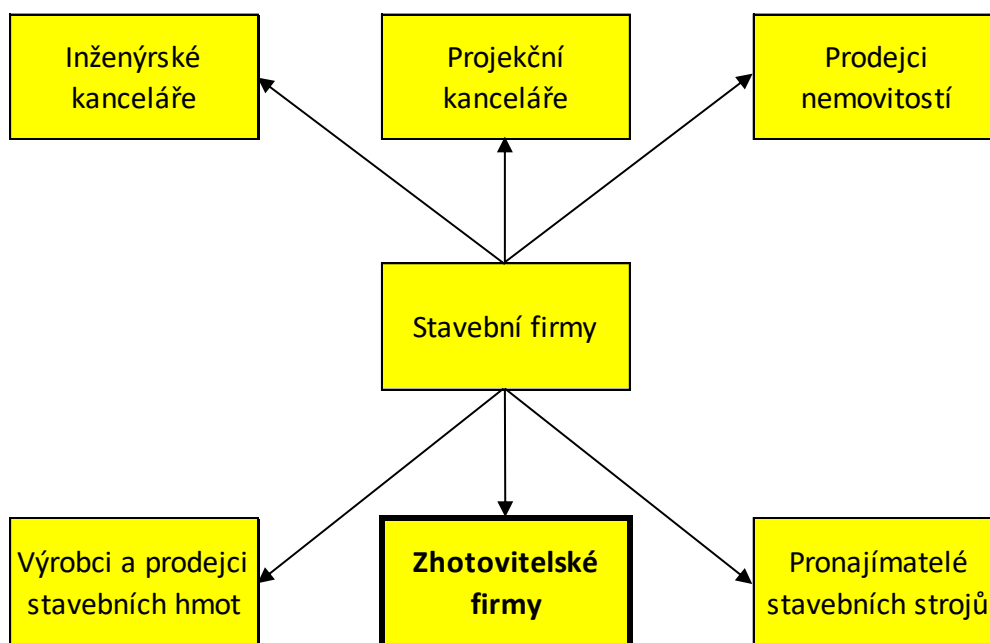 Inženýrské
kanceláře
Projekční
kanceláře
Prodejci
nemovitostí
Stavební firmy
Výrobci a prodejci
stavebních hmot
Zhotovitelské
firmy
Pronajímatelé
stavebních strojů